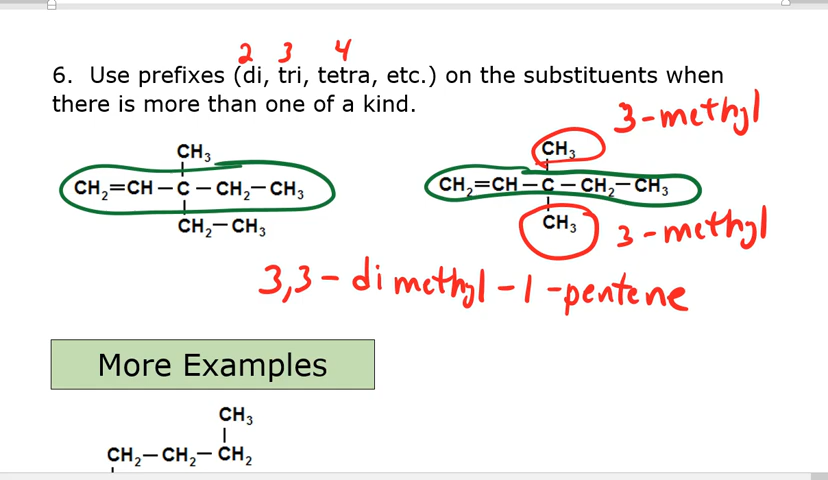 2 3 4
6. Use prefixes (di, tri, tetra, etc.) on the substituents when
there is more than one of a kind.
3-methyl
CH3
CH2=CH－C－CH2－CH3
CH2－CH3
CH3
CH2=CH－C－CH2－CH3
CH3
3-methyl
3,3-dimethyl-1-pentene
More Examples
CH3
CH2－CH2－CH2